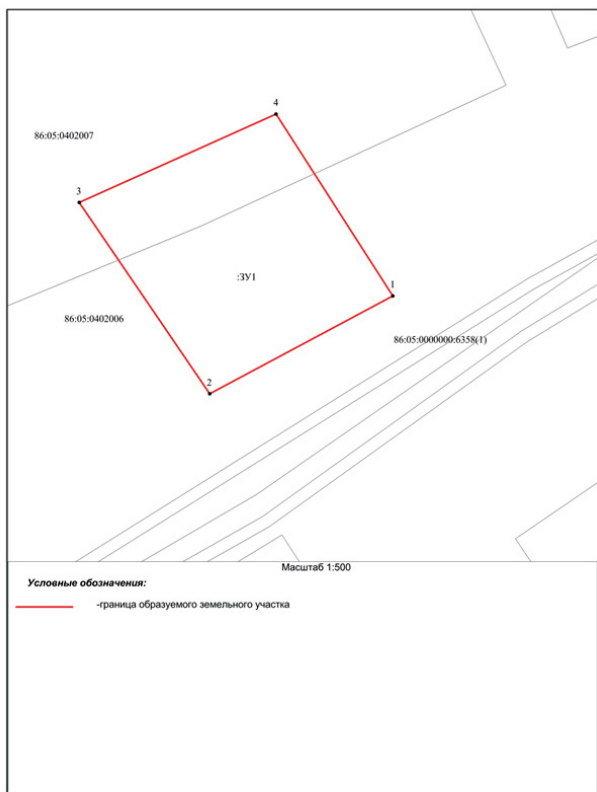 4
86:05:0402007
3
:ЗУ1
1
86:05:0402006
86:05:0000000:6358(1)
2
Масштаб 1:500
Условные обозначения:
-граница образуемого земельного участка